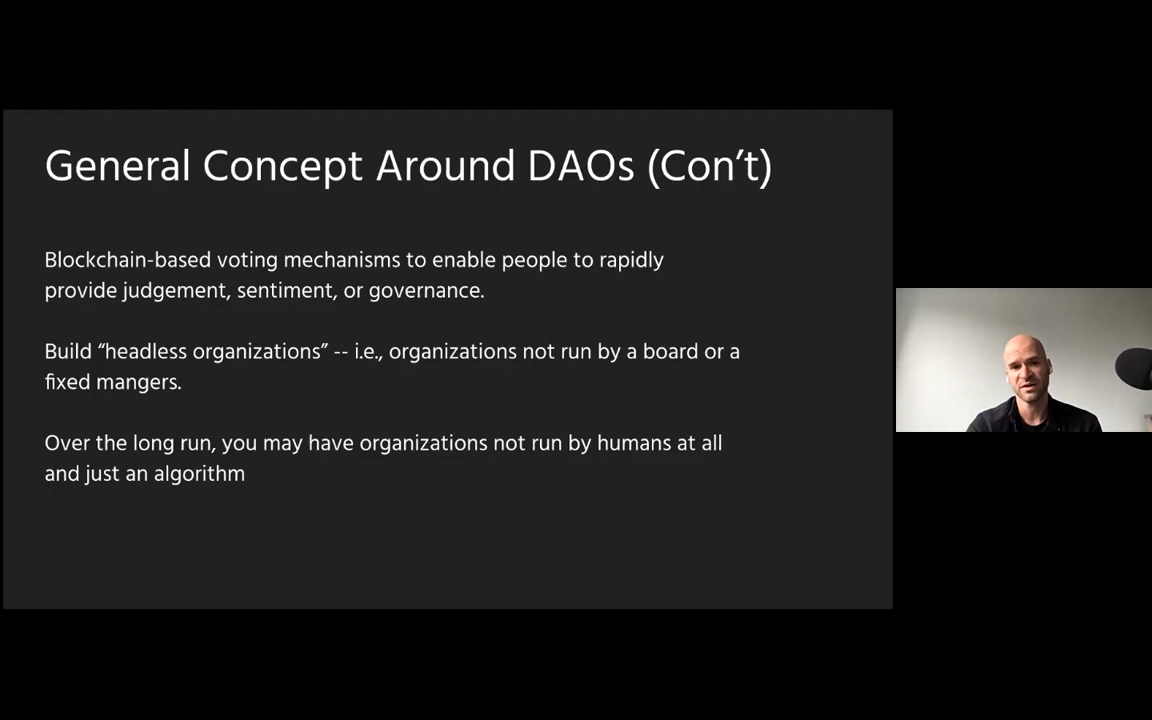 General Concept Around DAOs (Con’t)
Blockchain-based voting mechanisms to enable people to rapidly
provide judgement, sentiment, or governance.
Build “headless organizations” -- i.e., organizations not run by a board or a
fixed mangers.
Over the long run, you may have organizations not run by humans at all
and just an algorithm